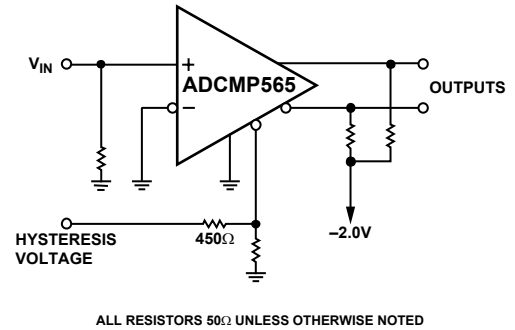 V_IN
+
−
ADCMP565
OUTPUTS
−2.0V
450Ω
HYSTERESIS
VOLTAGE
ALL RESISTORS 50Ω UNLESS OTHERWISE NOTED